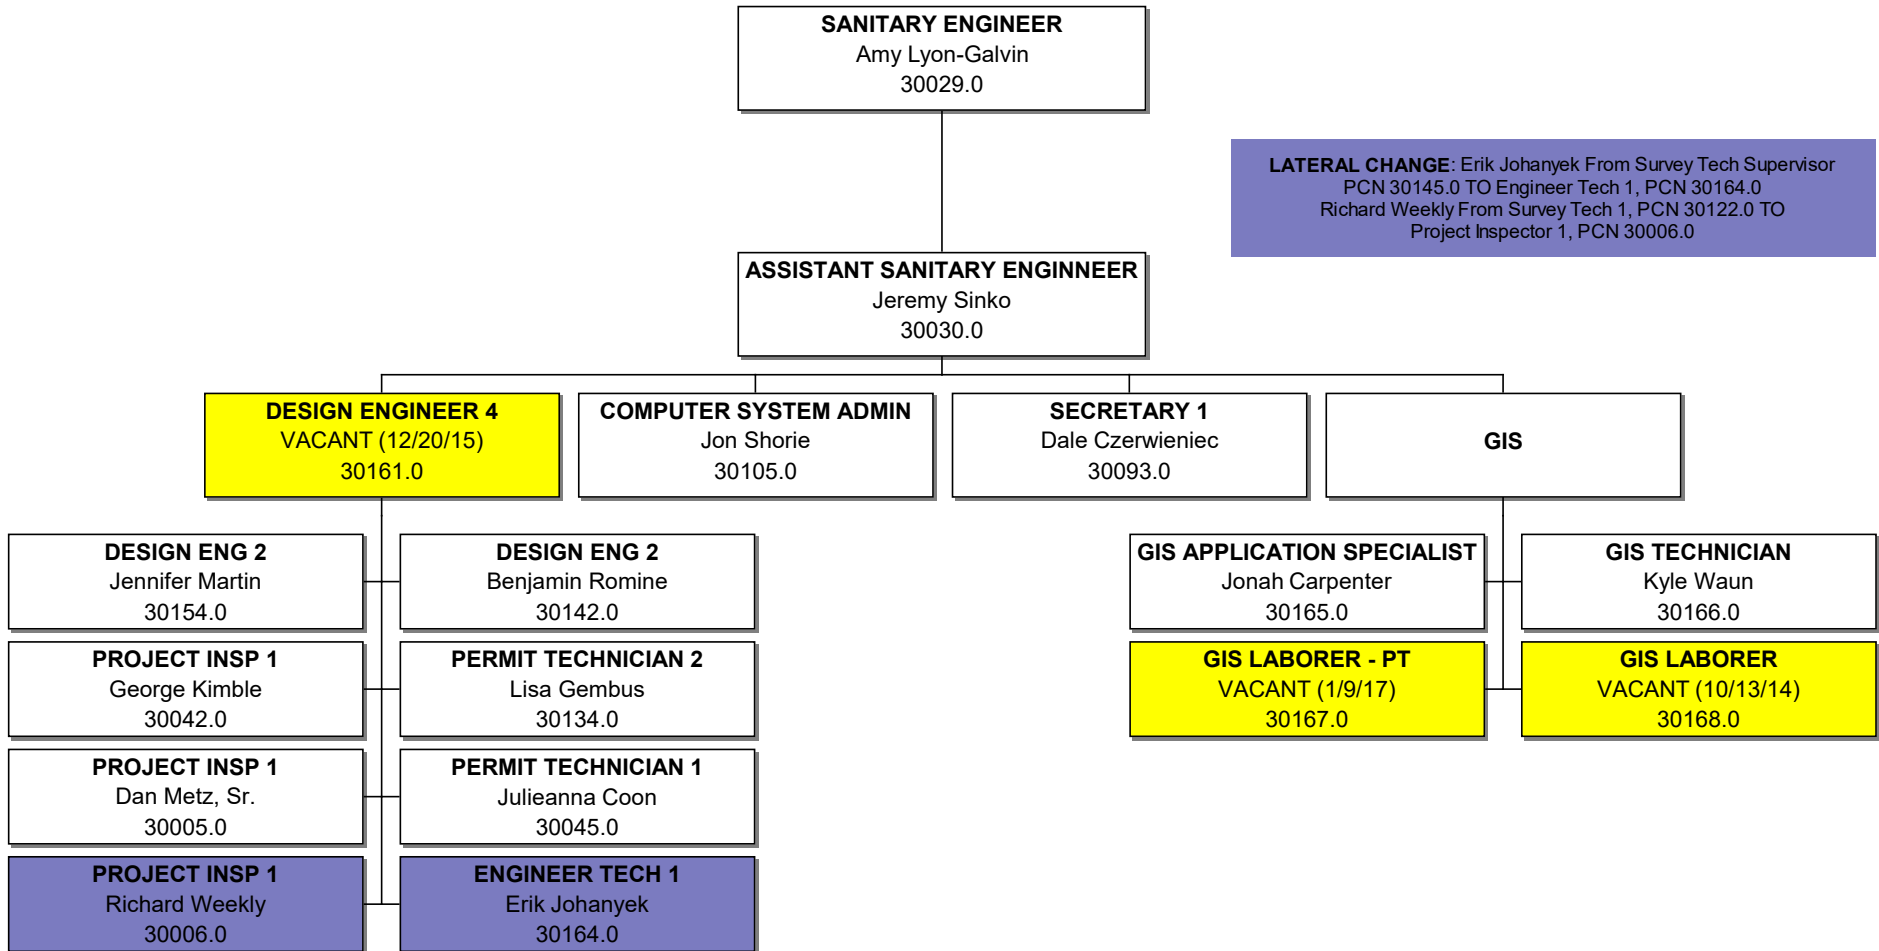 SANITARY ENGINEER
Amy Lyon-Galvin
30029.0
LATERAL CHANGE: Erik Johanyek From Survey Tech Supervisor
PCN 30145.0 TO Engineer Tech 1, PCN 30164.0
Richard Weekly From Survey Tech 1, PCN 30122.0 TO
Project Inspector 1, PCN 30006.0
ASSISTANT SANITARY ENGINNEER
Jeremy Sinko
30030.0
DESIGN ENGINEER 4
VACANT (12/20/15)
30161.0
COMPUTER SYSTEM ADMIN
Jon Shorie
30105.0
SECRETARY 1
Dale Czerwieniec
30093.0
GIS
DESIGN ENG 2
Jennifer Martin
30154.0
DESIGN ENG 2
Benjamin Romine
30142.0
GIS APPLICATION SPECIALIST
Jonah Carpenter
30165.0
GIS TECHNICIAN
Kyle Waun
30166.0
PROJECT INSP 1
George Kimble
30042.0
PERMIT TECHNICIAN 2
Lisa Gembus
30134.0
GIS LABORER - PT
VACANT (1/9/17)
30167.0
GIS LABORER
VACANT (10/13/14)
30168.0
PROJECT INSP 1
Dan Metz, Sr.
30005.0
PERMIT TECHNICIAN 1
Julieanna Coon
30045.0
PROJECT INSP 1
Richard Weekly
30006.0
ENGINEER TECH 1
Erik Johanyek
30164.0